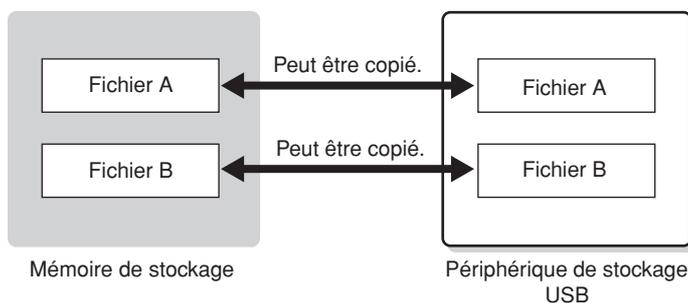 Peut être copié.
Fichier A
Fichier A
Peut être copié.
Fichier B
Fichier B
Mémoire de stockage
Périphérique de stockage
USB